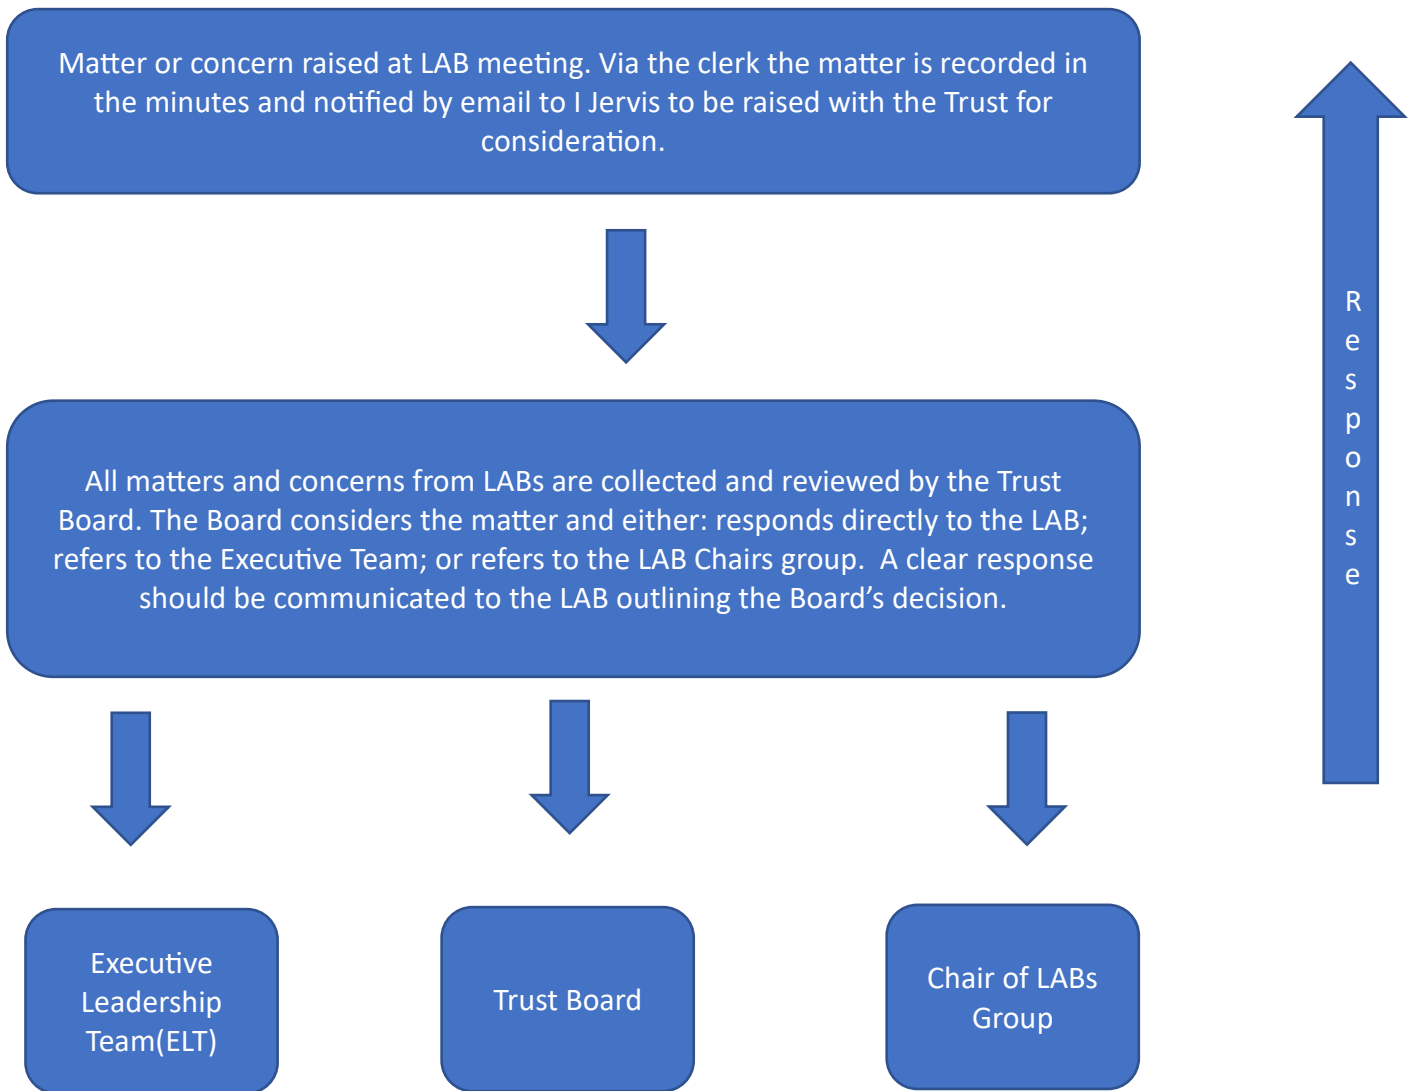 Matter or concern raised at LAB meeting. Via the clerk the matter is recorded in
the minutes and notified by email to I Jervis to be raised with the Trust for
consideration.
All matters and concerns from LABs are collected and reviewed by the Trust
Board. The Board considers the matter and either: responds directly to the LAB;
refers to the Executive Team; or refers to the LAB Chairs group.  A clear response
should be communicated to the LAB outlining the Board’s decision.
Executive
Leadership
Team(ELT)
Trust Board
Chair of LABs
Group
R
e
s
p
o
n
s
e